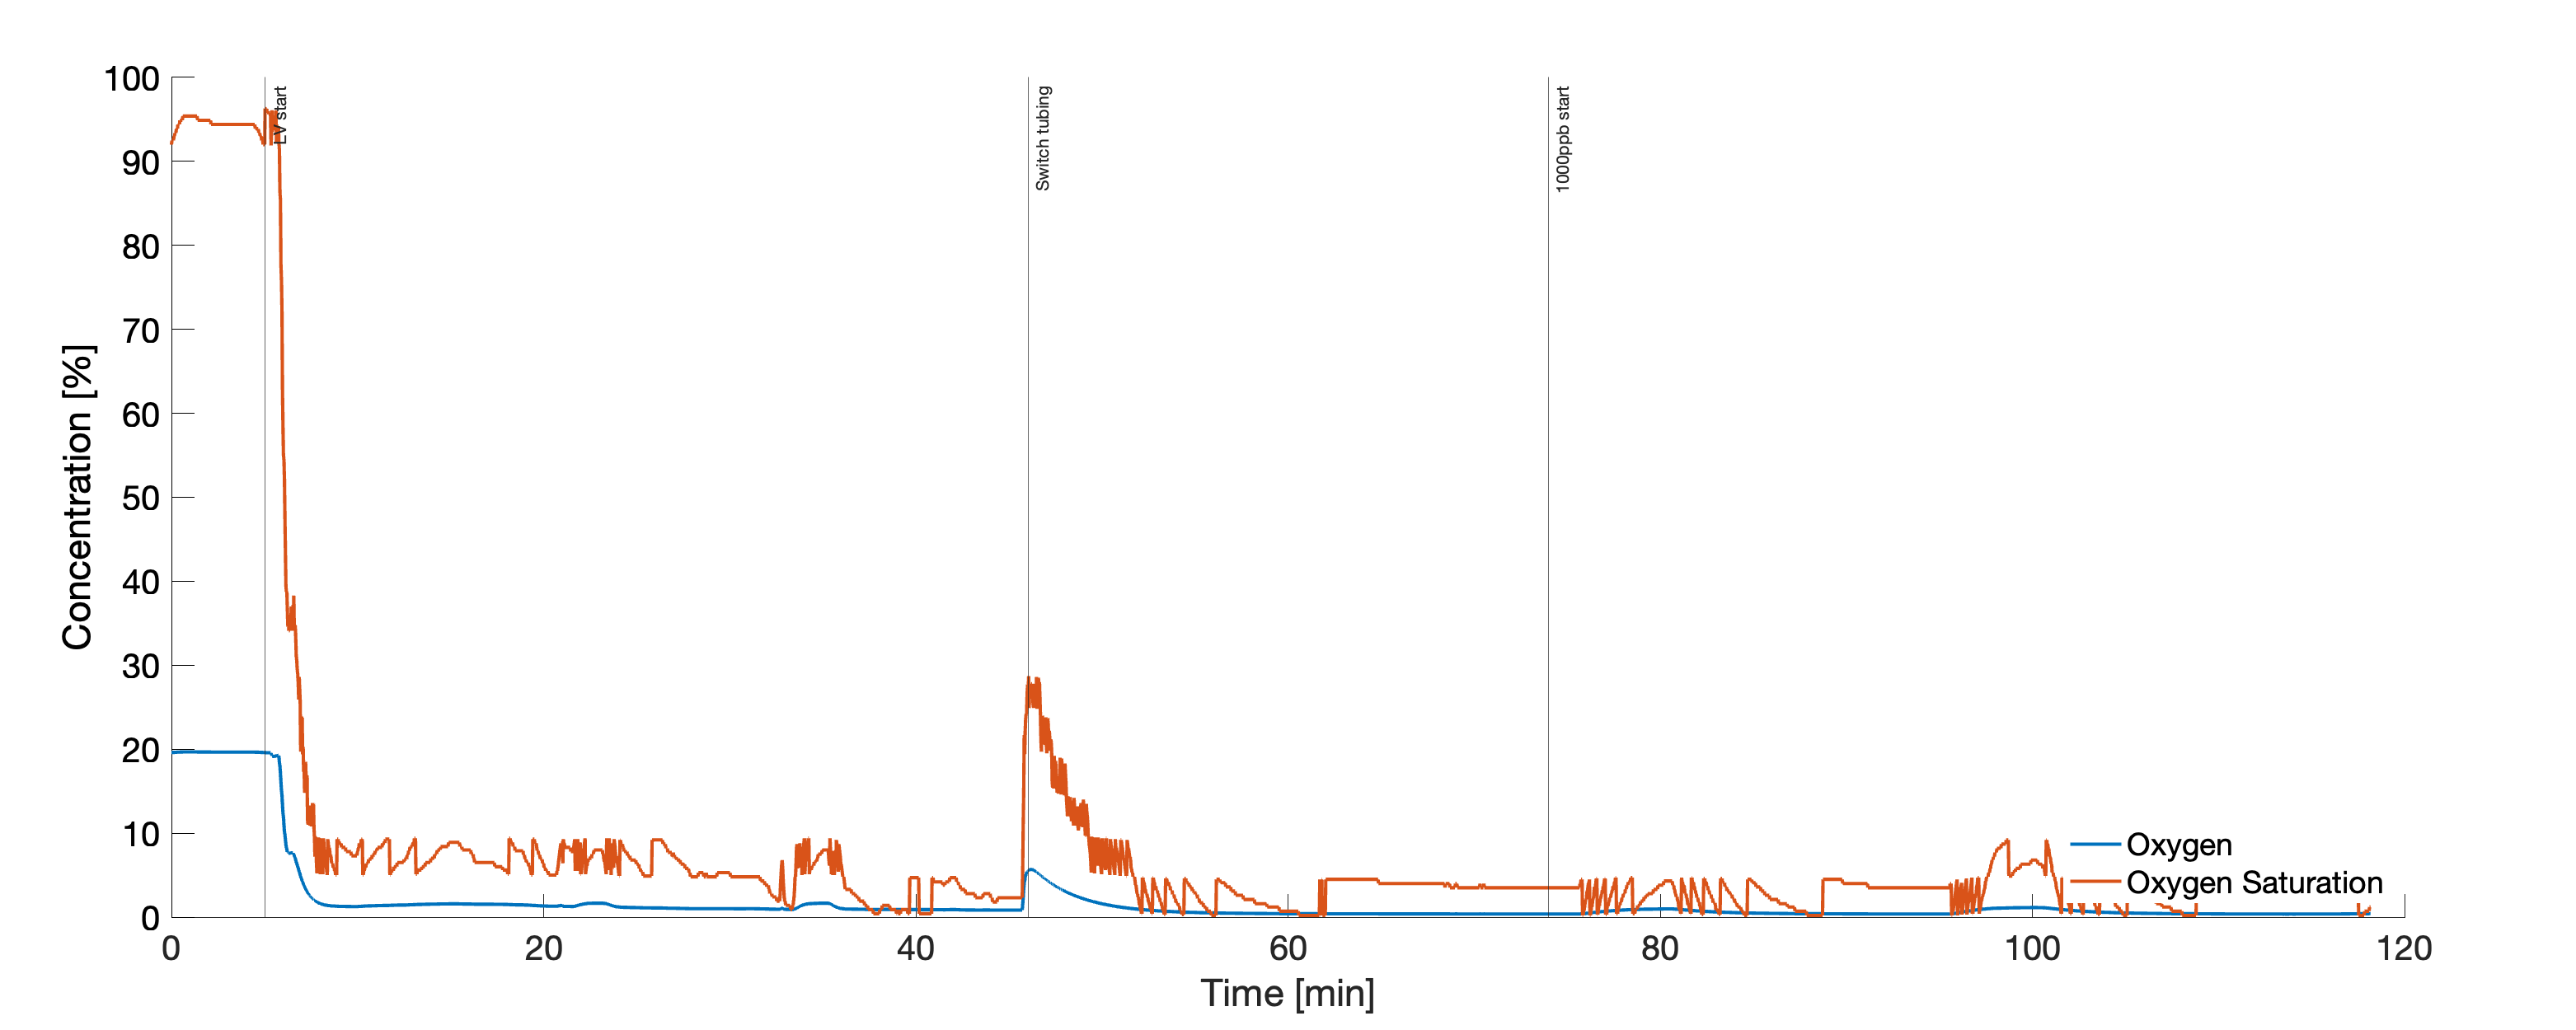 100
90
80
70
60
50
40
30
20
10
0
Concentration [%]
LV start
Switch tubing
1000ppb start
Oxygen
Oxygen Saturation
0 20 40 60 80 100 120
Time [min]